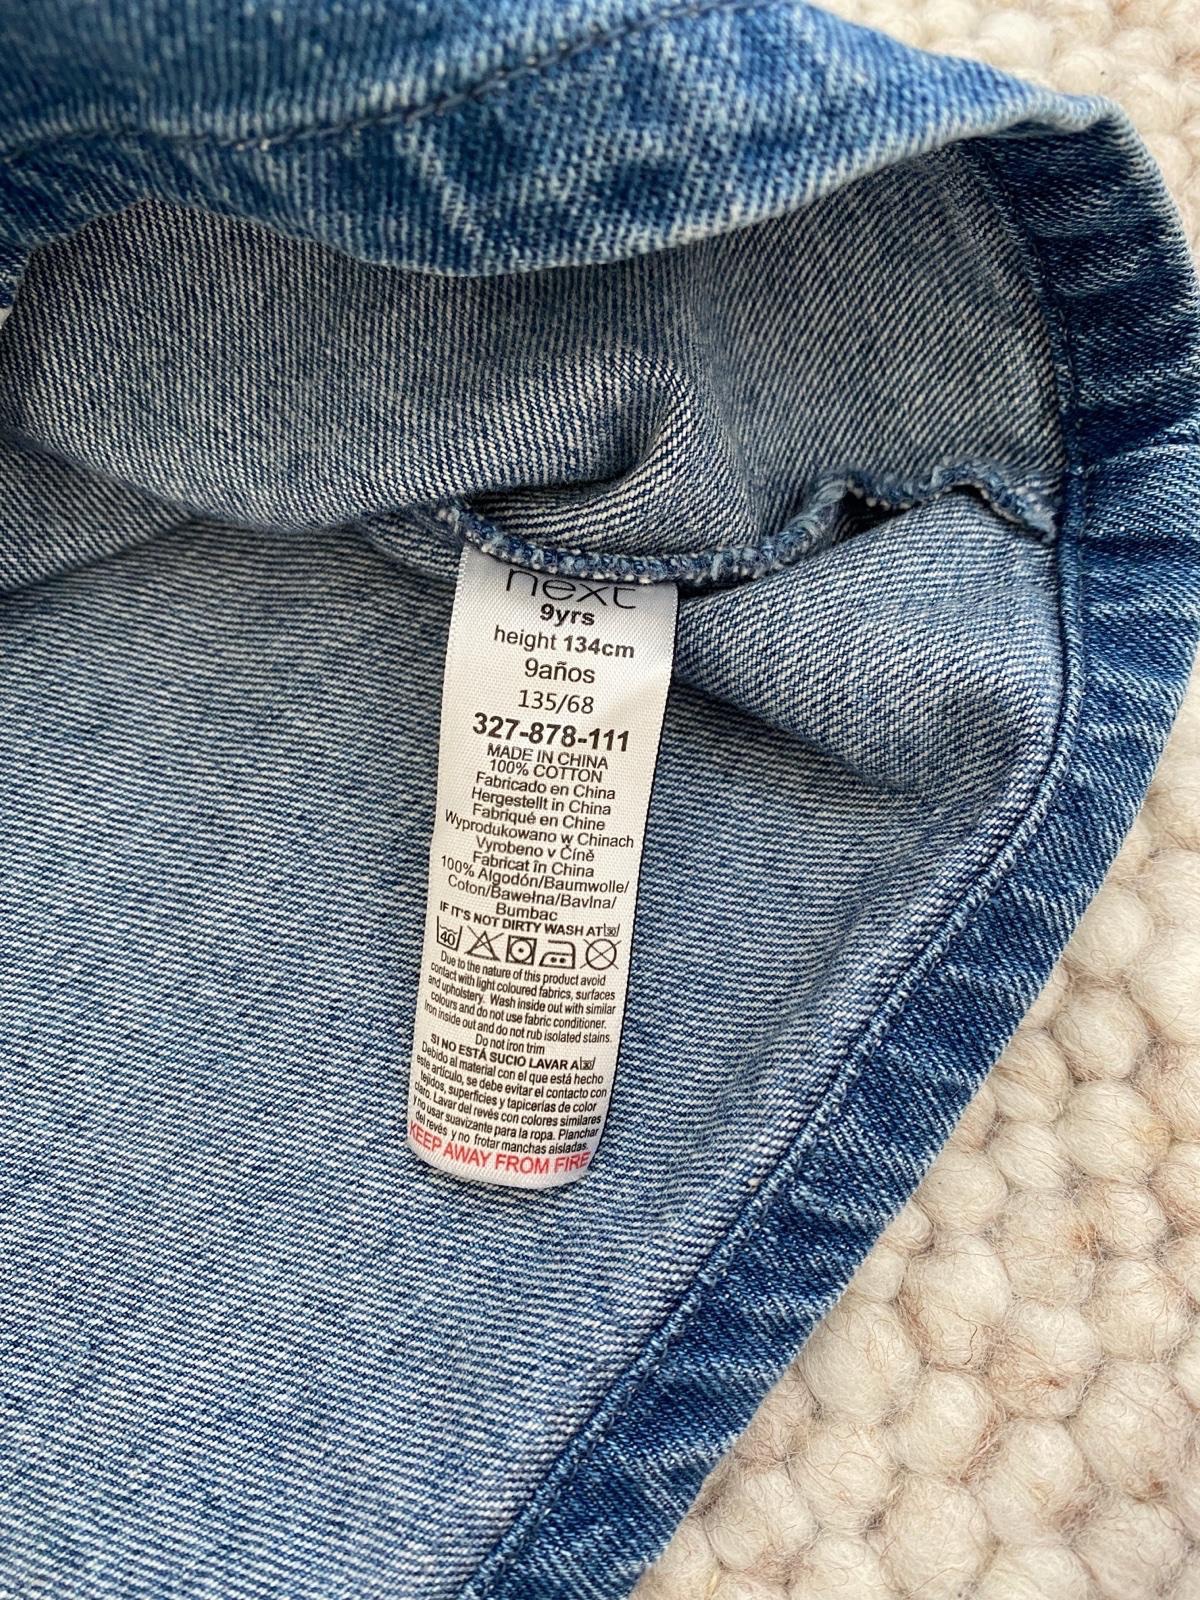 next
9yrs
height 134cm
9años
135/68
327-878-111
MADE IN CHINA
100% COTTON
Fabricado en China
Hergestellt in China
Fabriqué en Chine
Wyprodukowano w Chinach
Vyrobeno v Číně
Fabricat în China
100% Algodón/Baumwolle/
Coton/Bawełna/Bavlna/
Bumbac
IF IT'S NOT DIRTY WASH AT 30
40
Due to the nature of this product avoid
contact with light coloured fabrics, surfaces
and upholstery. Wash inside out with similar
colours and do not use fabric conditioner.
Iron inside out and do not rub isolated stains.
Do not iron trim
SI NO ESTÁ SUCIO LAVAR A 30
Debido al material con el que está hecho
este artículo, se debe evitar el contacto con
tejidos, superficies y tapicerías de color
claro. Lavar del revés con colores similares
y no usar suavizante para la ropa. Planchar
del revés y no frotar manchas aisladas.
KEEP AWAY FROM FIRE